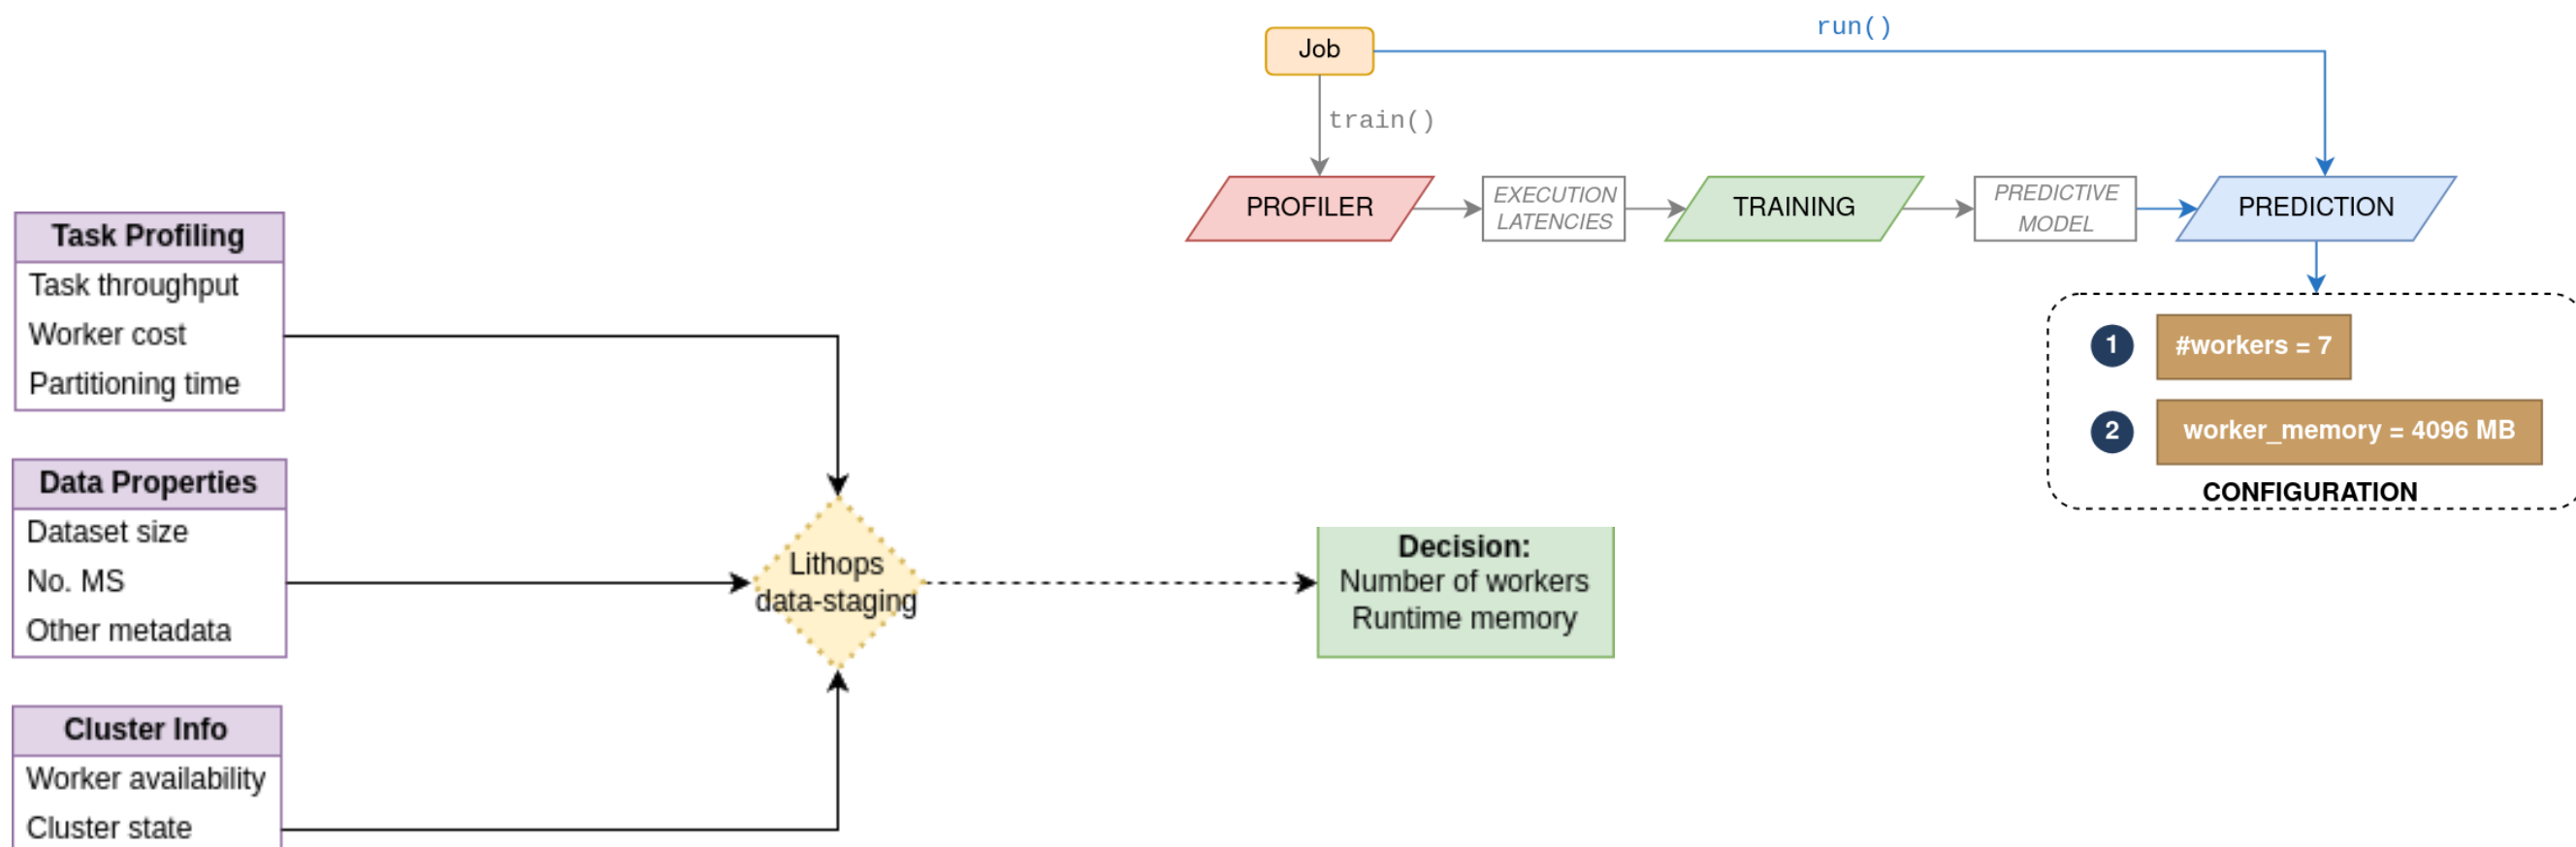 Task Profiling
Task throughput
Worker cost
Partitioning time
Data Properties
Dataset size
No. MS
Other metadata
Cluster Info
Worker availability
Cluster state
Lithops
data-staging
Decision:
Number of workers
Runtime memory
Job
run()
train()
PROFILER
EXECUTION
LATENCIES
TRAINING
PREDICTIVE
MODEL
PREDICTION
1
#workers = 7
2
worker_memory = 4096 MB
CONFIGURATION